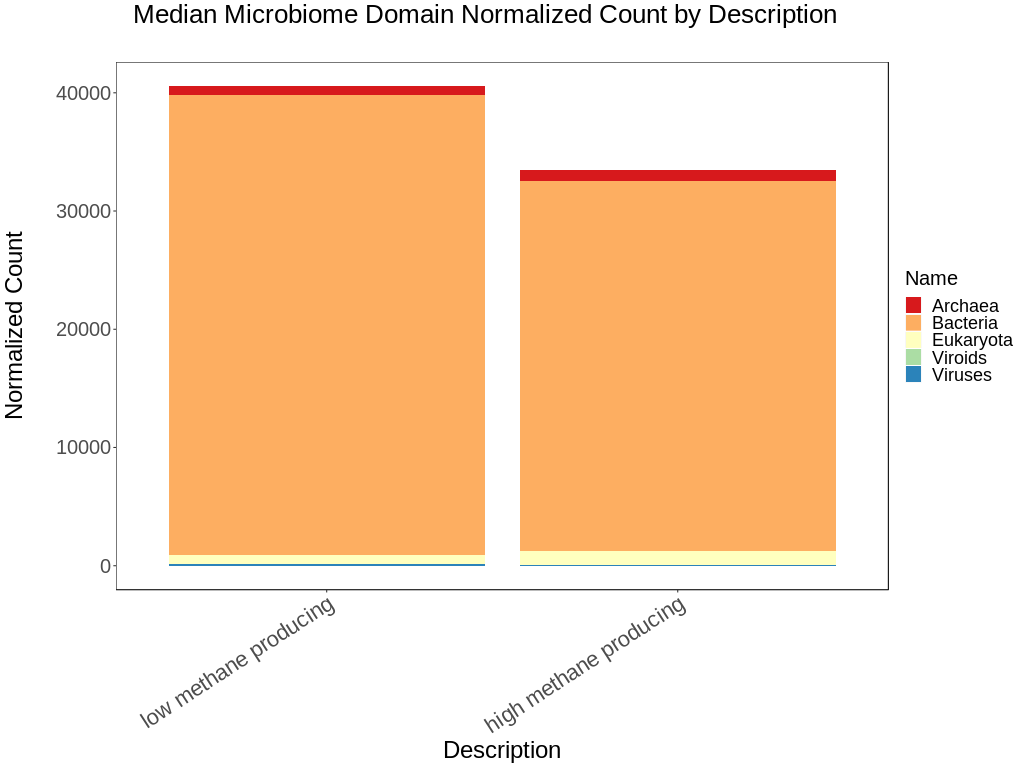 Median Microbiome Domain Normalized Count by Description
Normalized Count
40000
30000
20000
10000
0
low methane producing
high methane producing
Description
Name
Archaea
Bacteria
Eukaryota
Viroids
Viruses